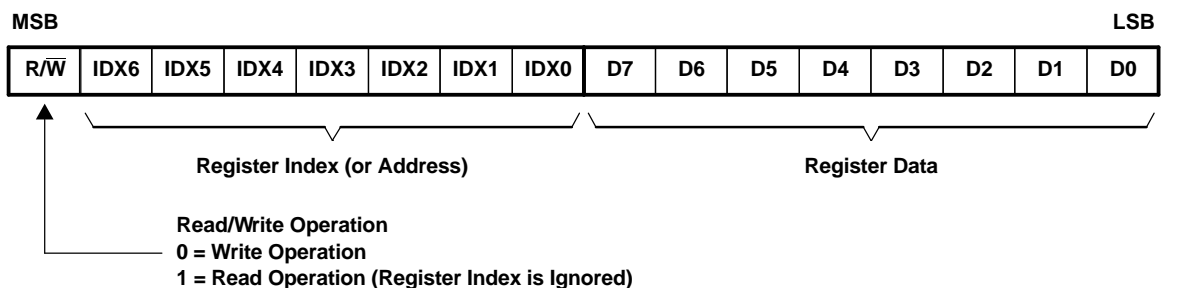 MSB LSB
R/W̅ IDX6 IDX5 IDX4 IDX3 IDX2 IDX1 IDX0 D7 D6 D5 D4 D3 D2 D1 D0
Register Index (or Address) Register Data
Read/Write Operation
0 = Write Operation
1 = Read Operation (Register Index is Ignored)